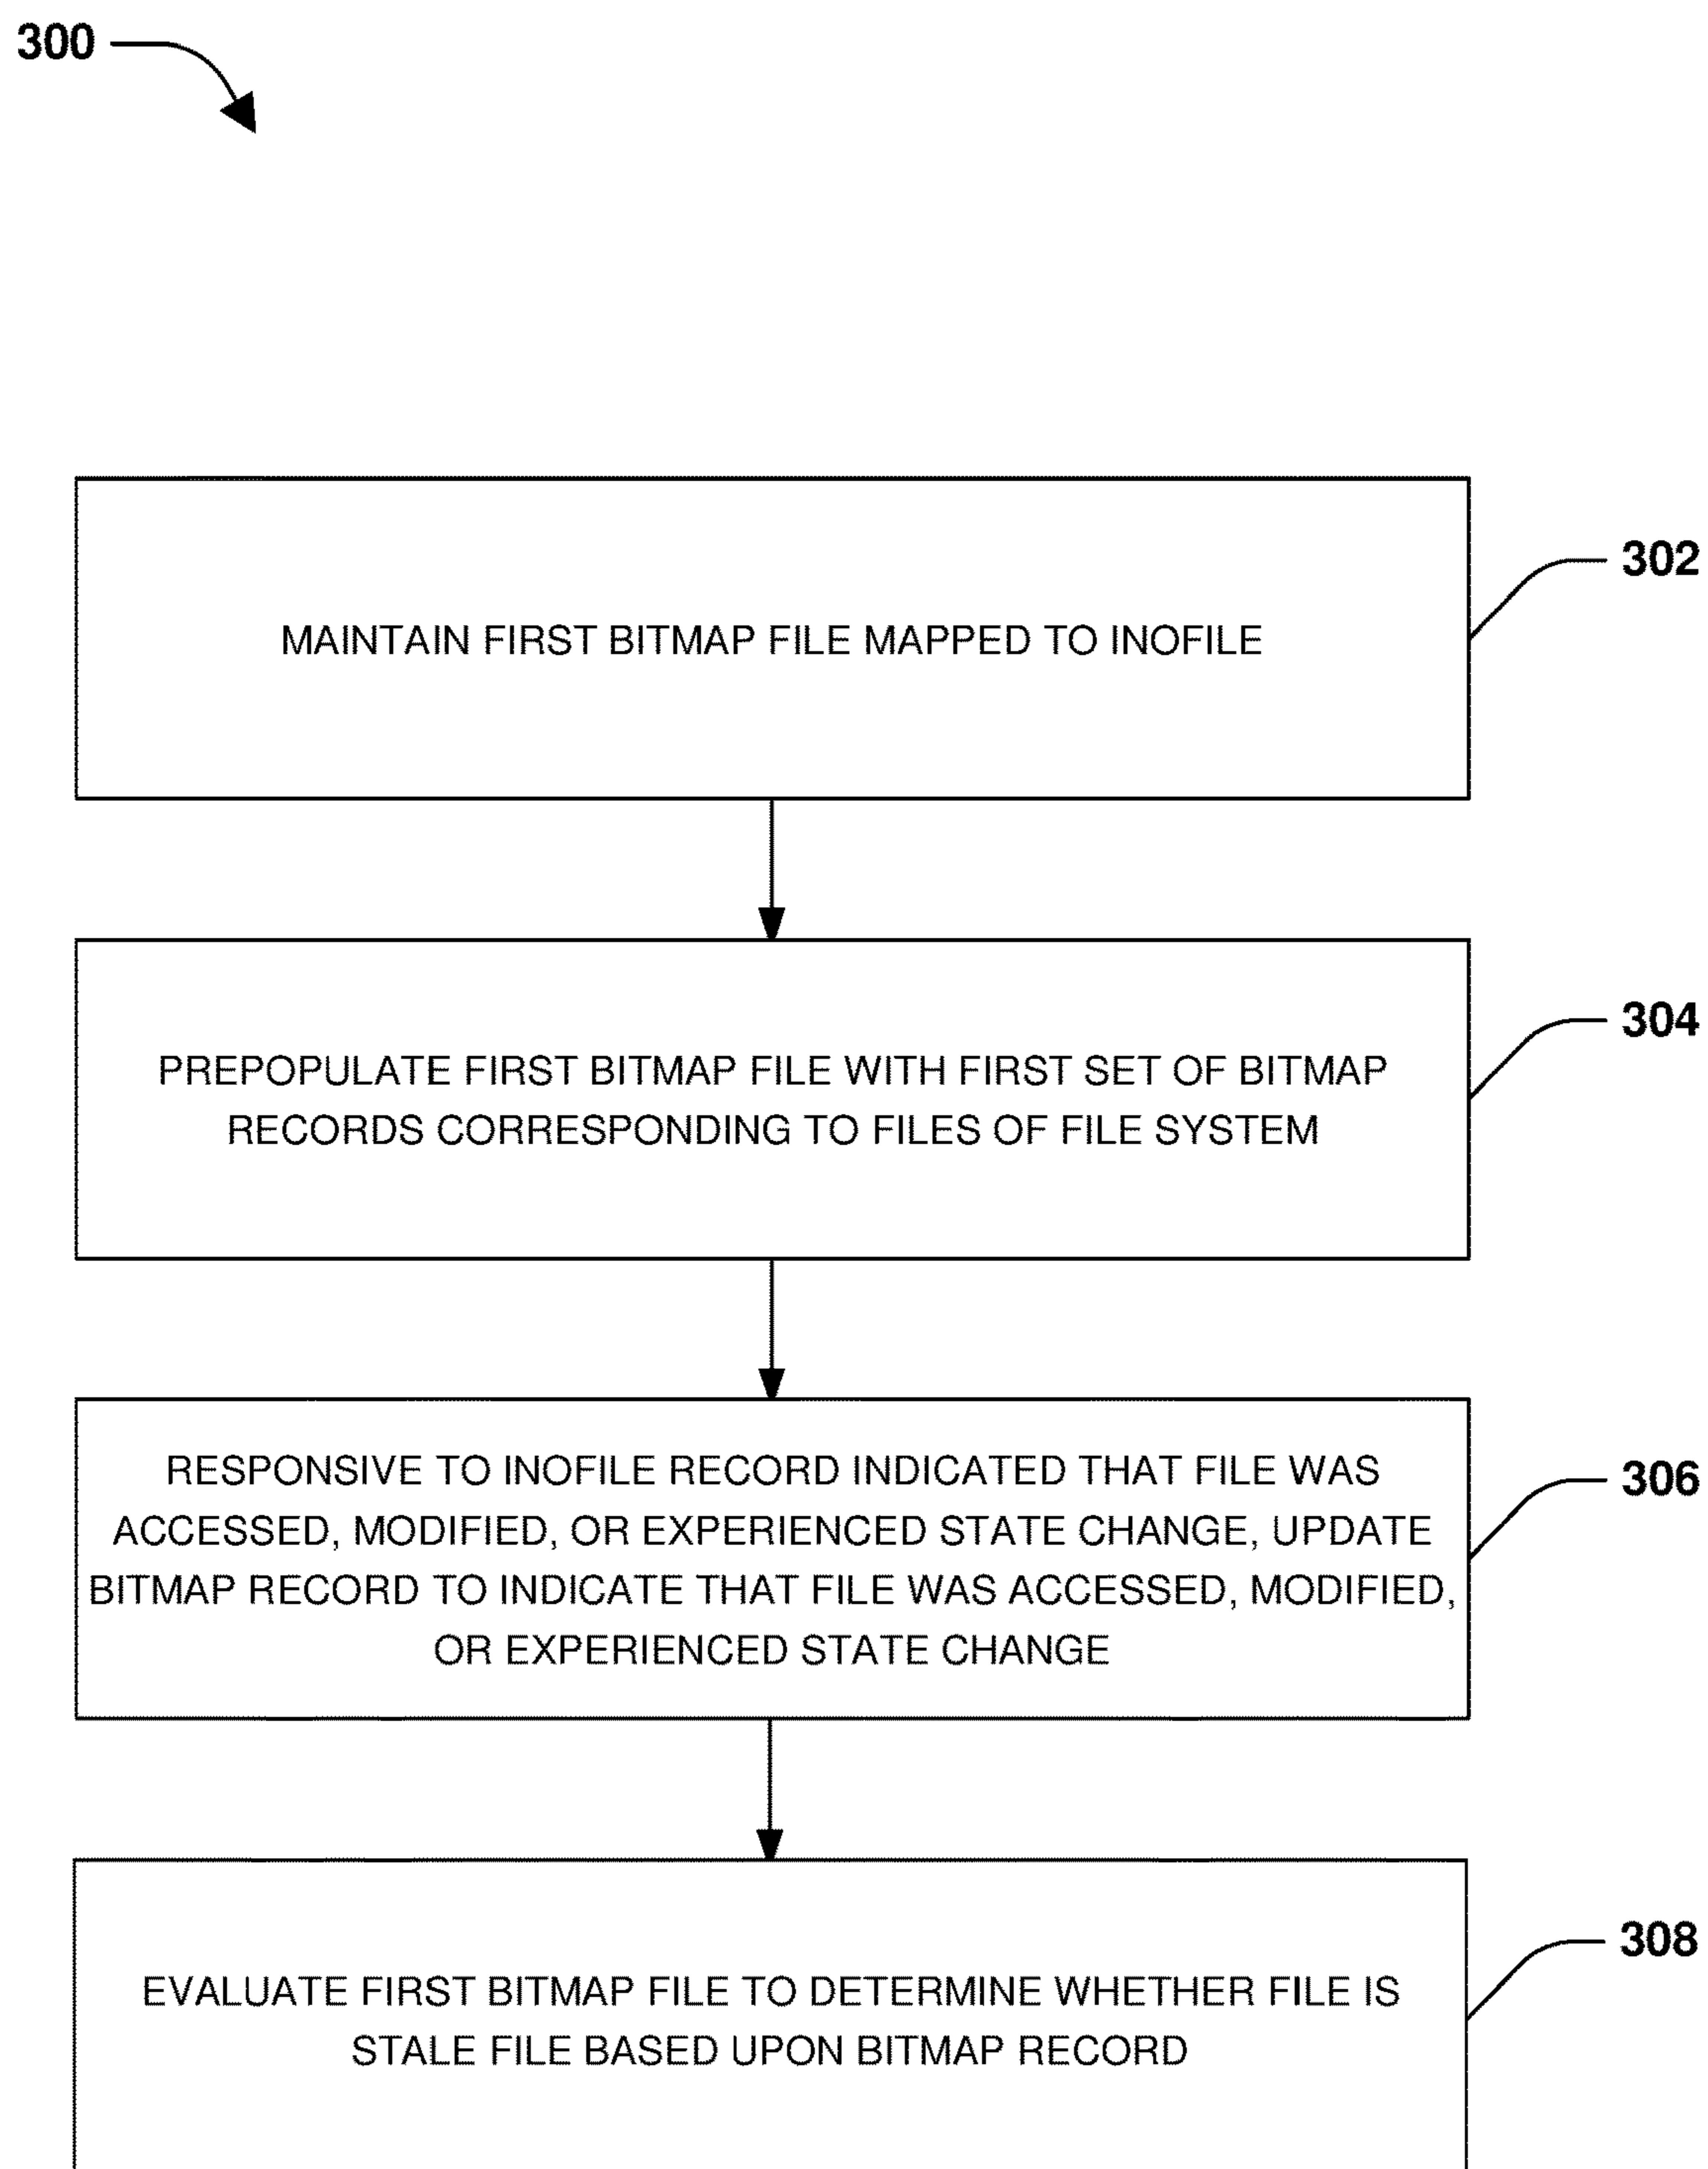 300
MAINTAIN FIRST BITMAP FILE MAPPED TO INOFILE
302
PREPOPULATE FIRST BITMAP FILE WITH FIRST SET OF BITMAP
RECORDS CORRESPONDING TO FILES OF FILE SYSTEM
304
RESPONSIVE TO INOFILE RECORD INDICATED THAT FILE WAS
ACCESSED, MODIFIED, OR EXPERIENCED STATE CHANGE, UPDATE
BITMAP RECORD TO INDICATE THAT FILE WAS ACCESSED, MODIFIED,
OR EXPERIENCED STATE CHANGE
306
EVALUATE FIRST BITMAP FILE TO DETERMINE WHETHER FILE IS
STALE FILE BASED UPON BITMAP RECORD
308